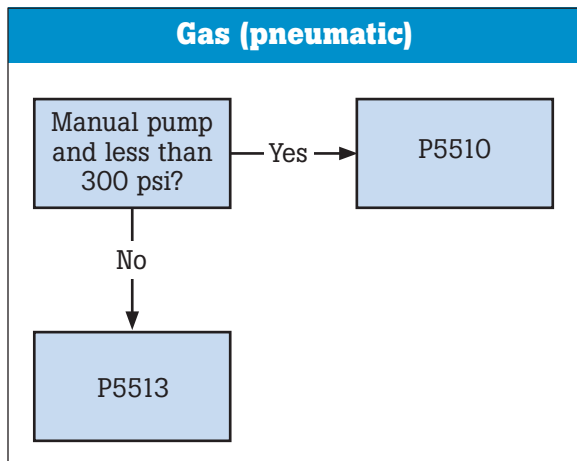 Gas (pneumatic)
Manual pump
and less than
300 psi?
Yes
P5510
No
P5513